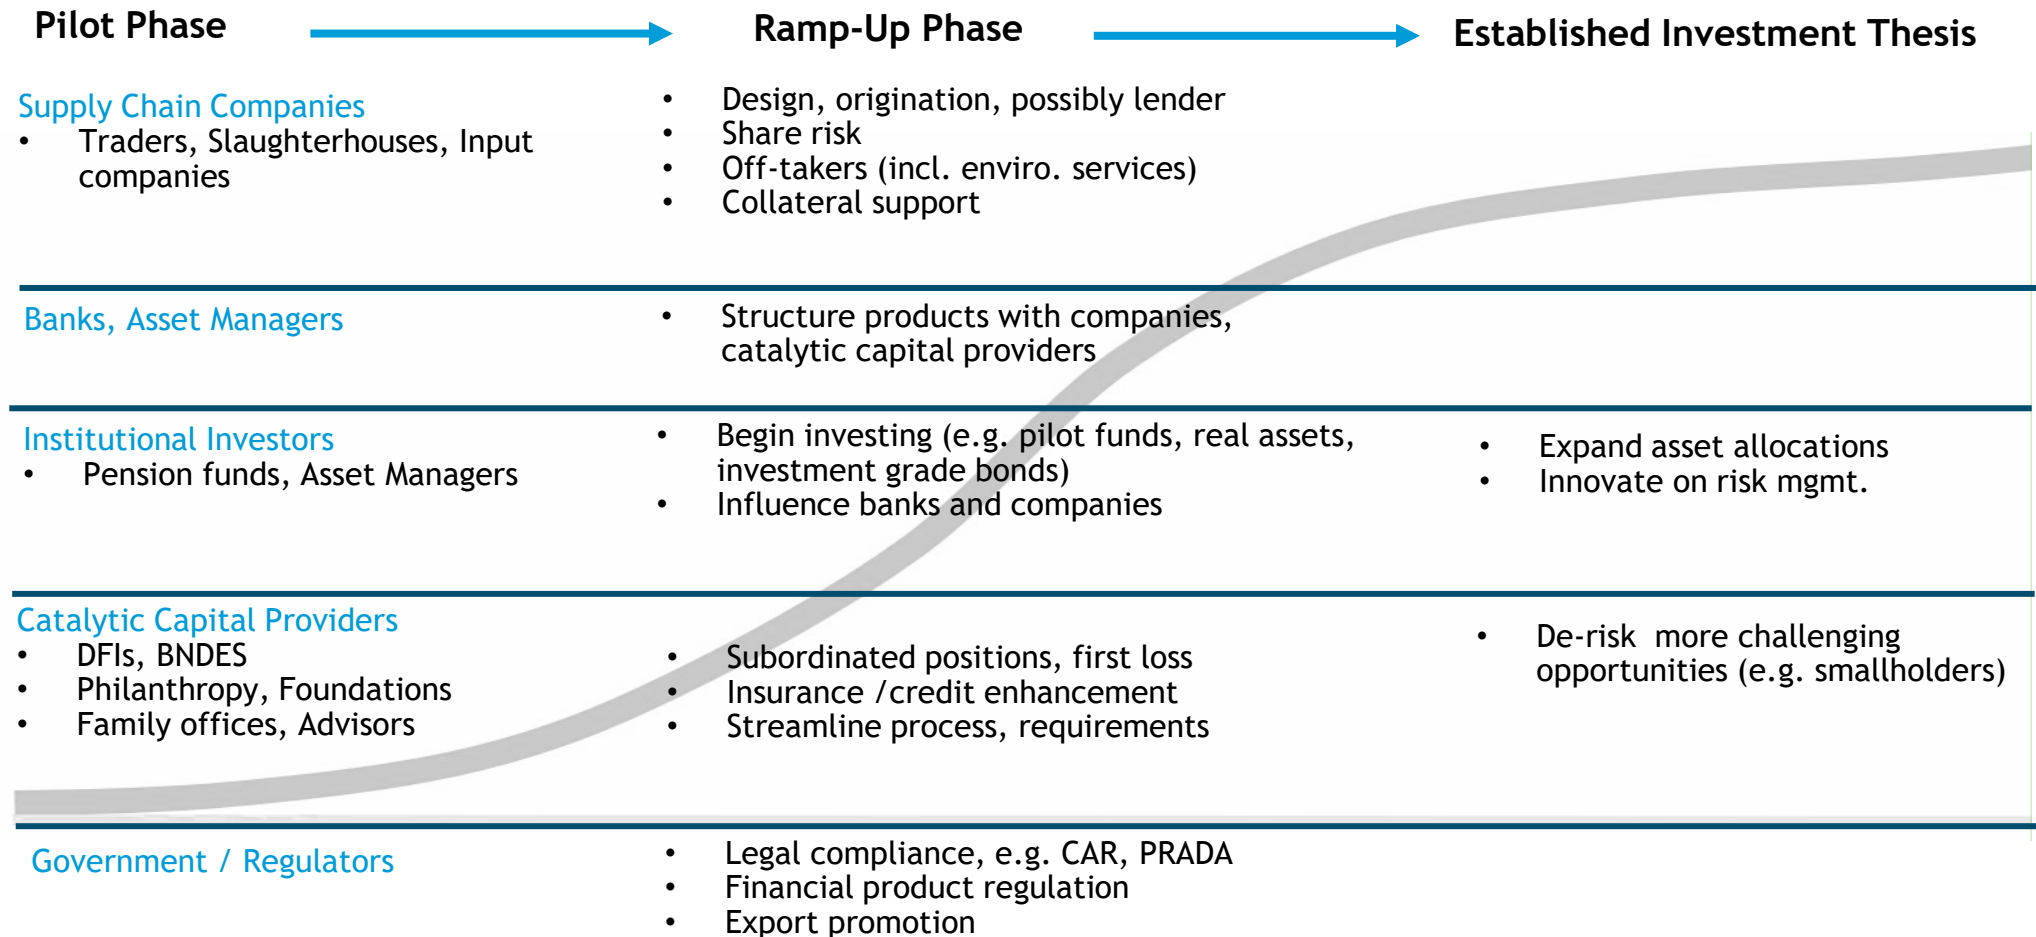 Pilot Phase
Ramp-Up Phase
Established Investment Thesis
Supply Chain Companies
• Traders, Slaughterhouses, Input
companies
• Design, origination, possibly lender
• Share risk
• Off-takers (incl. enviro. services)
• Collateral support
Banks, Asset Managers
• Structure products with companies,
catalytic capital providers
Institutional Investors
• Pension funds, Asset Managers
• Begin investing (e.g. pilot funds, real assets,
investment grade bonds)
• Influence banks and companies
• Expand asset allocations
• Innovate on risk mgmt.
Catalytic Capital Providers
• DFIs, BNDES
• Philanthropy, Foundations
• Family offices, Advisors
• Subordinated positions, first loss
• Insurance /credit enhancement
• Streamline process, requirements
• De-risk more challenging
opportunities (e.g. smallholders)
Government / Regulators
• Legal compliance, e.g. CAR, PRADA
• Financial product regulation
• Export promotion